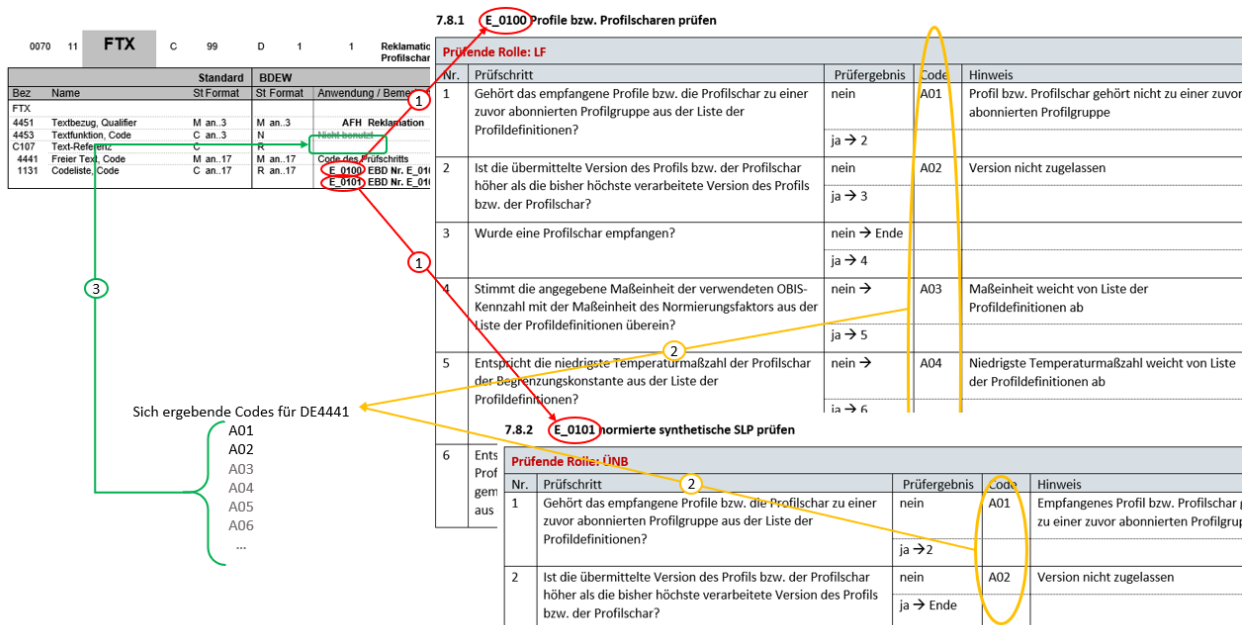 7.8.1 E_0100 Profile bzw. Profilscharen prüfen
0070 11 FTX C 99 D 1 1 Reklamatic
Profilschar
Standard BDEW
Bez Name St Format St Format Anwendung / Beme
FTX
4451 Textbezug, Qualifier M an..3 M an..3 AFH Reklamation
4453 Textfunktion, Code C an..3 N Nicht benutzt
C107 Text-Referenz C R
4441 Freier Text, Code M an..17 M an..17 Code des Prüfschritts
1131 Codeliste, Code C an..17 R an..17 E_0100 EBD Nr. E_010
E_0101 EBD Nr. E_010
1
1
3
2
2
Prüfende Rolle: LF
Nr. Prüfschritt Prüfergebnis Code Hinweis
1 Gehört das empfangene Profile bzw. die Profilschar zu einer nein A01 Profil bzw. Profilschar gehört nicht zu einer zuvor
zuvor abonnierten Profilgruppe aus der Liste der abonnierten Profilgruppe
Profildefinitionen?
ja → 2
2 Ist die übermittelte Version des Profils bzw. der Profilschar nein A02 Version nicht zugelassen
höher als die bisher höchste verarbeitete Version des Profils ja → 3
bzw. der Profilschar?
3 Wurde eine Profilschar empfangen? nein → Ende
ja → 4
4 Stimmt die angegebene Maßeinheit der verwendeten OBIS- nein → A03 Maßeinheit weicht von Liste der
Kennzahl mit der Maßeinheit des Normierungsfaktors aus der Profildefinitionen ab
Liste der Profildefinitionen überein? ja → 5
5 Entspricht die niedrigste Temperaturmaßzahl der Profilschar nein → A04 Niedrigste Temperaturmaßzahl weicht von Liste
der Begrenzungskonstante aus der Liste der der Profildefinitionen ab
Profildefinitionen? ja → 6
6 Ents
Prof
gem
aus
Sich ergebende Codes für DE4441
A01
A02
A03
A04
A05
A06
...
7.8.2 E_0101 normierte synthetische SLP prüfen
Prüfende Rolle: ÜNB
Nr. Prüfschritt Prüfergebnis Code Hinweis
1 Gehört das empfangene Profile bzw. die Profilschar zu einer nein A01 Empfangenes Profil bzw. Profilschar g
zuvor abonnierten Profilgruppe aus der Liste der zu einer zuvor abonnierten Profilgrup
Profildefinitionen?
ja →2
2 Ist die übermittelte Version des Profils bzw. der Profilschar nein A02 Version nicht zugelassen
höher als die bisher höchste verarbeitete Version des Profils ja → Ende
bzw. der Profilschar?